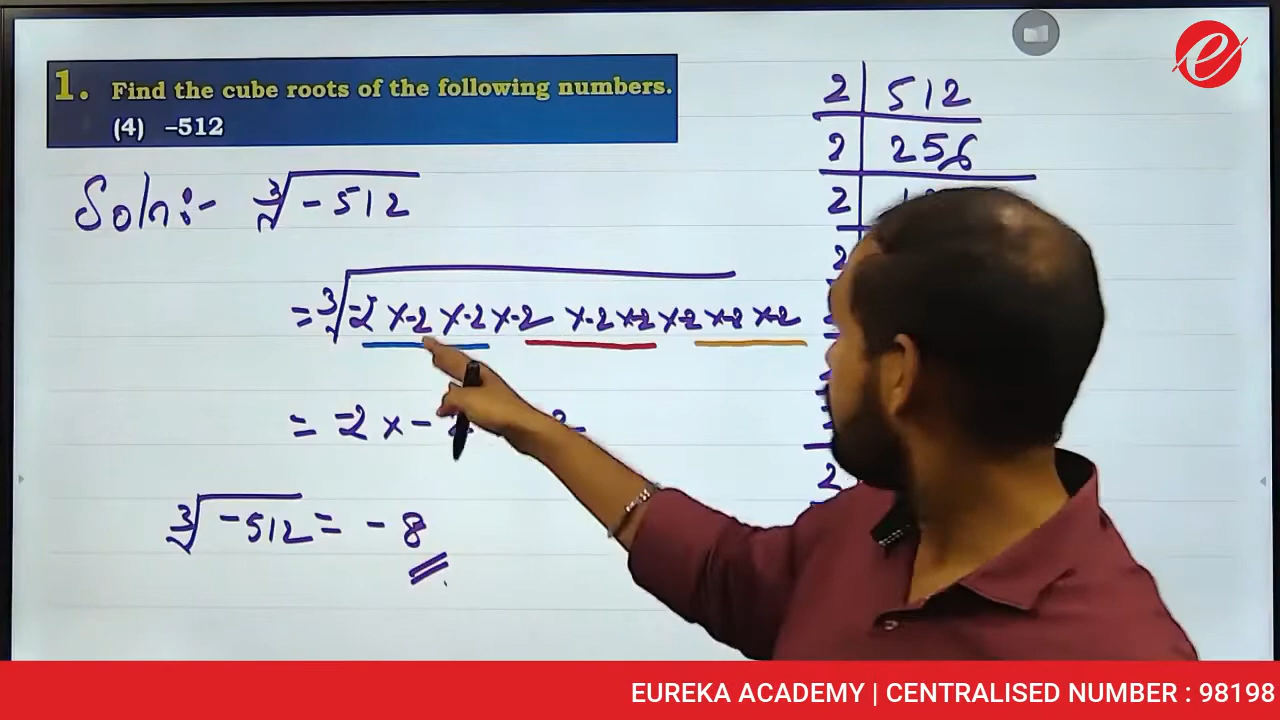 1. Find the cube roots of the following numbers.
(4) –512
Soln:- ∛-512
= ∛-2 x -2 x -2 x -2 x -2 x -2 x -2 x -2 x -2
= -2 x -
∛-512 = -8
2 | 512
2 | 256
2
2
2
EUREKA ACADEMY | CENTRALISED NUMBER : 98198